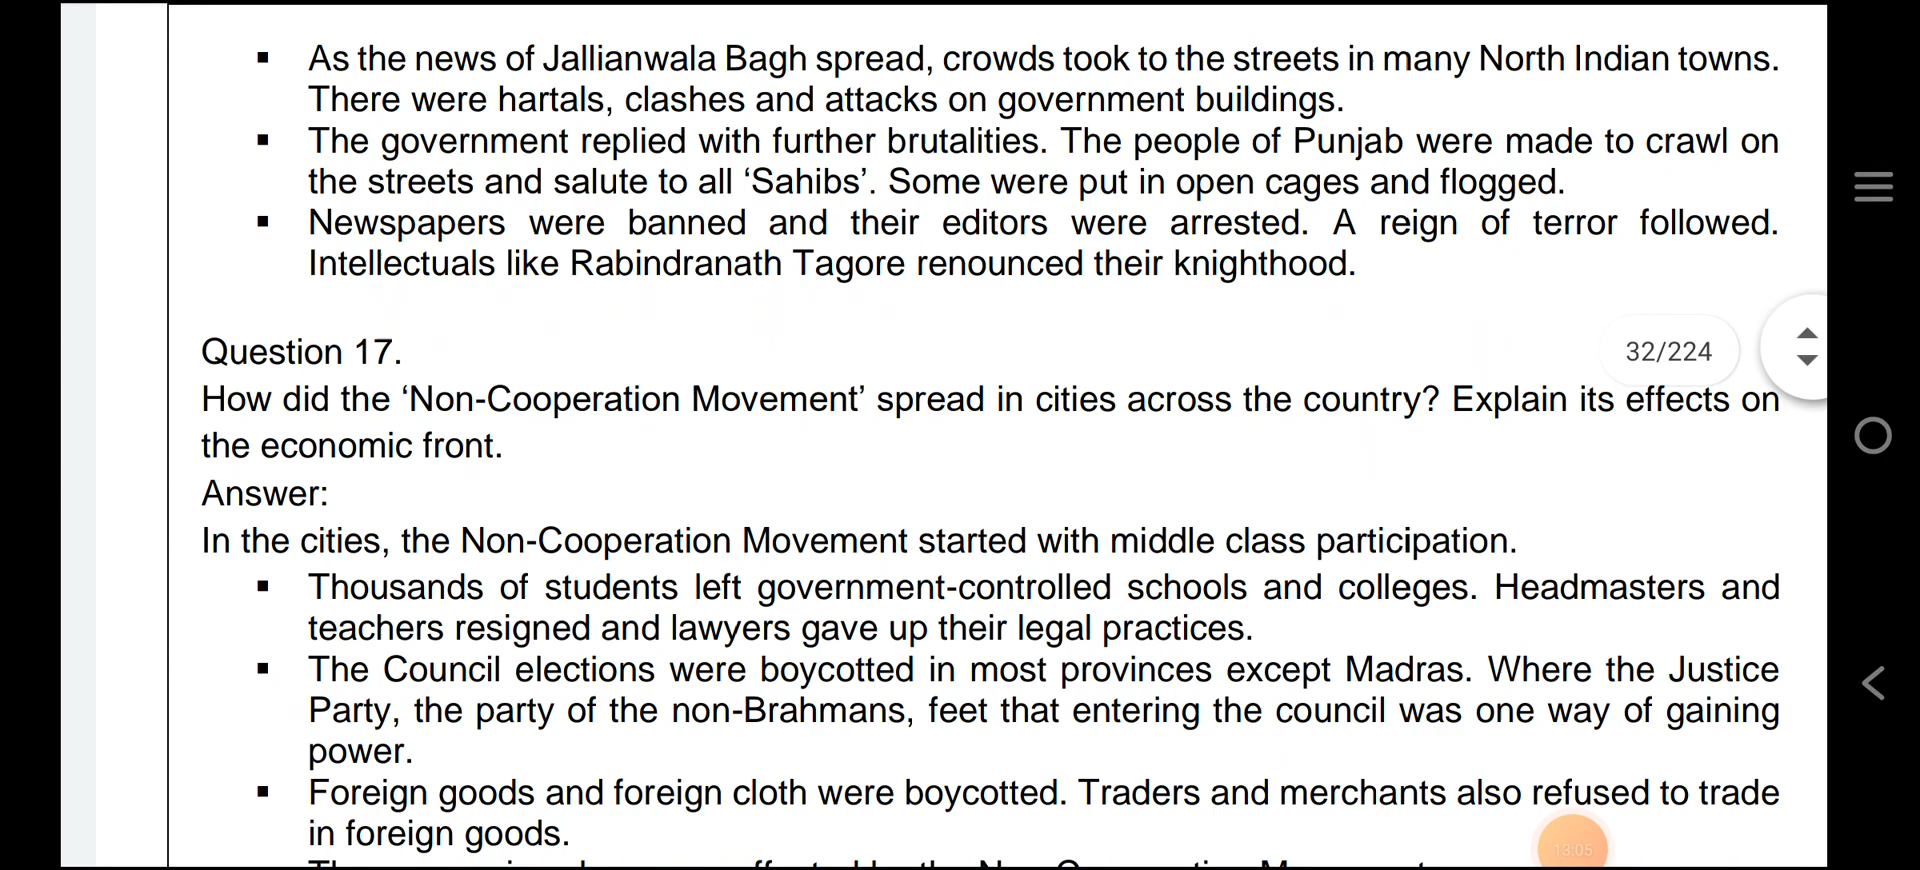 ▪ As the news of Jallianwala Bagh spread, crowds took to the streets in many North Indian towns.
There were hartals, clashes and attacks on government buildings.
▪ The government replied with further brutalities. The people of Punjab were made to crawl on
the streets and salute to all ‘Sahibs’. Some were put in open cages and flogged.
▪ Newspapers were banned and their editors were arrested. A reign of terror followed.
Intellectuals like Rabindranath Tagore renounced their knighthood.
Question 17.
32/224
How did the ‘Non-Cooperation Movement’ spread in cities across the country? Explain its effects on
the economic front.
Answer:
In the cities, the Non-Cooperation Movement started with middle class participation.
▪ Thousands of students left government-controlled schools and colleges. Headmasters and
teachers resigned and lawyers gave up their legal practices.
▪ The Council elections were boycotted in most provinces except Madras. Where the Justice
Party, the party of the non-Brahmans, feet that entering the council was one way of gaining
power.
▪ Foreign goods and foreign cloth were boycotted. Traders and merchants also refused to trade
in foreign goods.
13:05